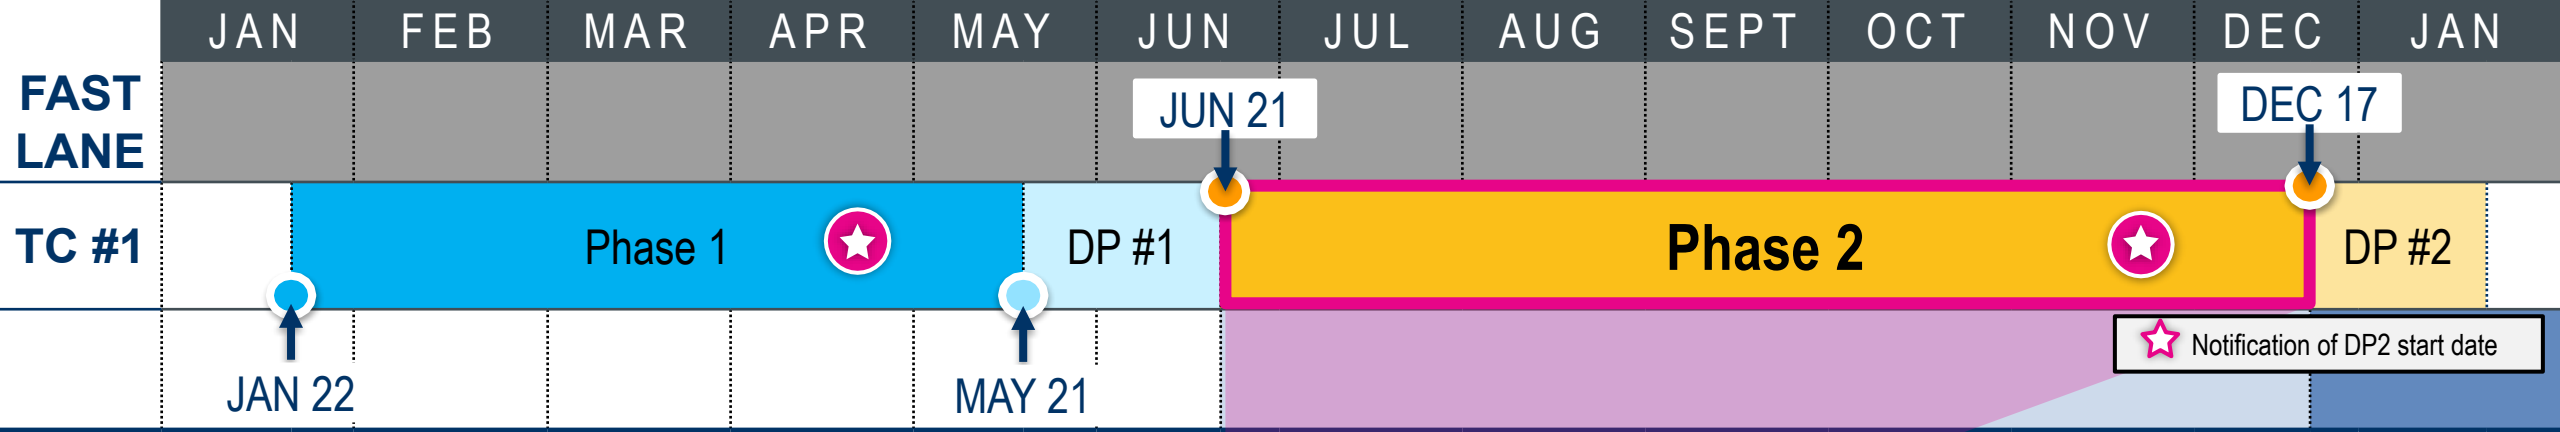 JAN FEB MAR APR MAY JUN JUL AUG SEPT OCT NOV DEC JAN
FAST
LANE
JUN 21
DEC 17
TC #1
Phase 1
DP #1
Phase 2
DP #2
Notification of DP2 start date
JAN 22
MAY 21